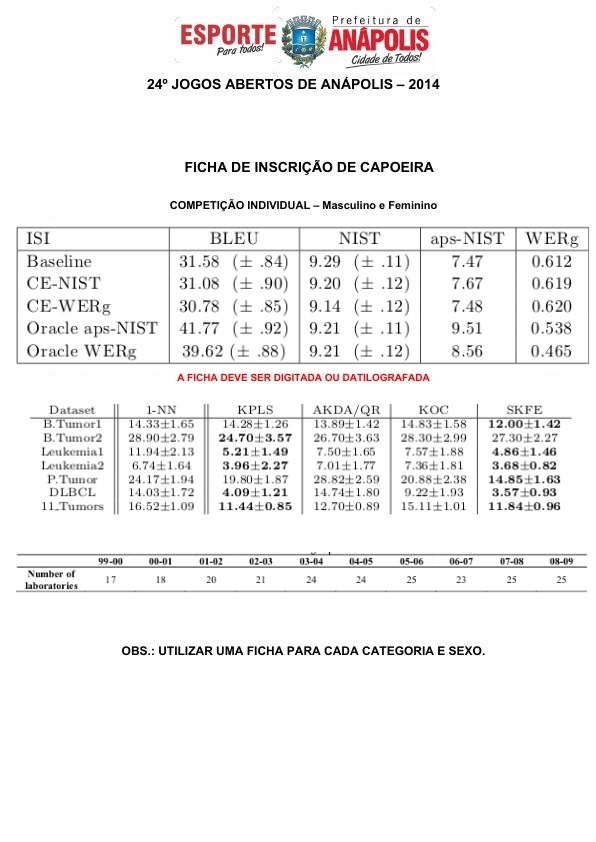 ESPORTE
Para todos!
Prefeitura de
ANÁPOLIS
Cidade de Todos!
24º JOGOS ABERTOS DE ANÁPOLIS – 2014
FICHA DE INSCRIÇÃO DE CAPOEIRA
COMPETIÇÃO INDIVIDUAL – Masculino e Feminino
ISI BLEU NIST aps-NIST WERg
Baseline 31.58 (± .84) 9.29 (± .11) 7.47 0.612
CE-NIST 31.08 (± .90) 9.20 (± .12) 7.67 0.619
CE-WERg 30.78 (± .85) 9.14 (± .12) 7.48 0.620
Oracle aps-NIST 41.77 (± .92) 9.21 (± .11) 9.51 0.538
Oracle WERg 39.62 (± .88) 9.21 (± .12) 8.56 0.465
A FICHA DEVE SER DIGITADA OU DATILOGRAFADA
Dataset 1-NN KPLS AKDA/QR KOC SKFE
B.Tumor1 14.33±1.65 14.28±1.26 13.89±1.42 14.83±1.58 12.00±1.42
B.Tumor2 28.90±2.79 24.70±3.57 26.70±3.63 28.30±2.99 27.30±2.27
Leukemia1 11.94±2.13 5.21±1.49 7.50±1.65 7.57±1.88 4.86±1.46
Leukemia2 6.74±1.64 3.96±2.27 7.01±1.77 7.36±1.81 3.68±0.82
P.Tumor 24.17±1.94 19.80±1.87 28.82±2.59 20.88±2.38 14.85±1.63
DLBCL 14.03±1.72 4.09±1.21 14.74±1.80 9.22±1.93 3.57±0.93
11_Tumors 16.52±1.09 11.44±0.85 12.70±0.89 15.11±1.01 11.84±0.96
99-00 00-01 01-02 02-03 03-04 04-05 05-06 06-07 07-08 08-09
Number of laboratories 17 18 20 21 24 24 25 23 25 25
OBS.: UTILIZAR UMA FICHA PARA CADA CATEGORIA E SEXO.